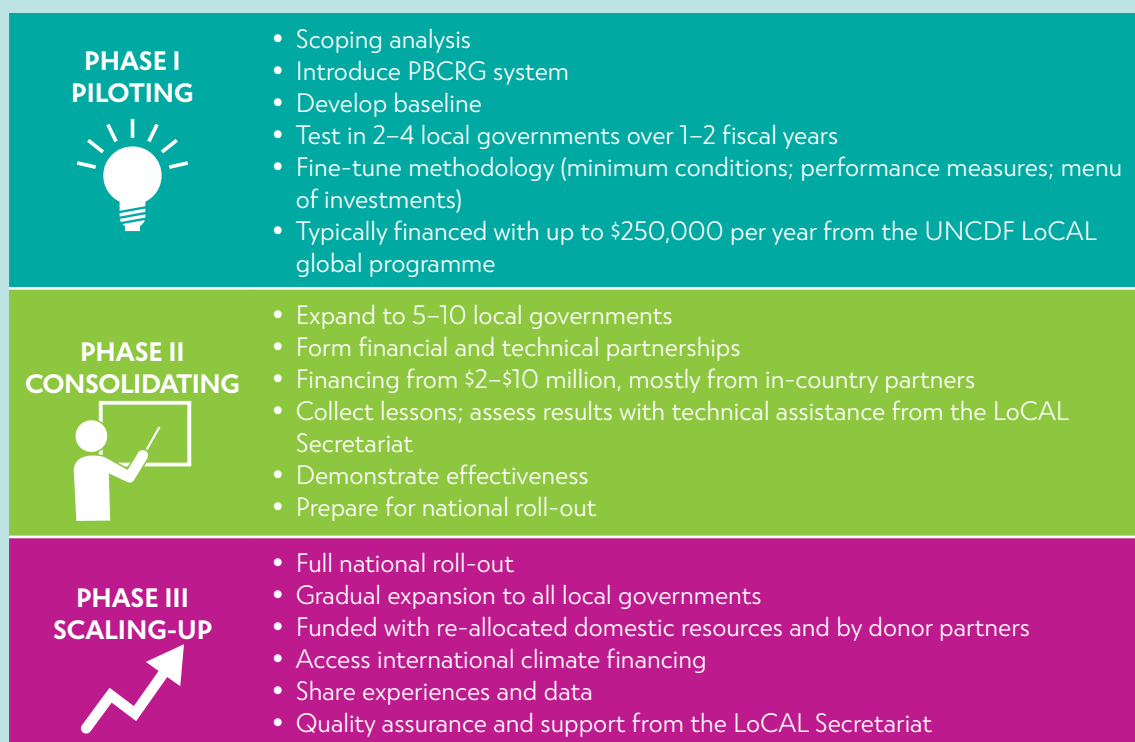 PHASE I
PILOTING
• Scoping analysis
• Introduce PBCRG system
• Develop baseline
• Test in 2–4 local governments over 1–2 fiscal years
• Fine-tune methodology (minimum conditions; performance measures; menu
of investments)
• Typically financed with up to $250,000 per year from the UNCDF LoCAL
global programme
PHASE II
CONSOLIDATING
• Expand to 5–10 local governments
• Form financial and technical partnerships
• Financing from $2–$10 million, mostly from in-country partners
• Collect lessons; assess results with technical assistance from the LoCAL
Secretariat
• Demonstrate effectiveness
• Prepare for national roll-out
PHASE III
SCALING-UP
• Full national roll-out
• Gradual expansion to all local governments
• Funded with re-allocated domestic resources and by donor partners
• Access international climate financing
• Share experiences and data
• Quality assurance and support from the LoCAL Secretariat